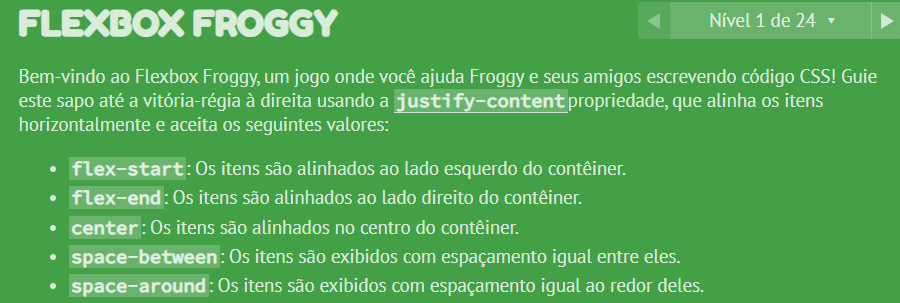 FLEXBOX FROGGY
Nível 1 de 24
Bem-vindo ao Flexbox Froggy, um jogo onde você ajuda Froggy e seus amigos escrevendo código CSS! Guie
este sapo até a vitória-régia à direita usando a justify-content propriedade, que alinha os itens
horizontalmente e aceita os seguintes valores:
• flex-start: Os itens são alinhados ao lado esquerdo do contêiner.
• flex-end: Os itens são alinhados ao lado direito do contêiner.
• center: Os itens são alinhados no centro do contêiner.
• space-between: Os itens são exibidos com espaçamento igual entre eles.
• space-around: Os itens são exibidos com espaçamento igual ao redor deles.